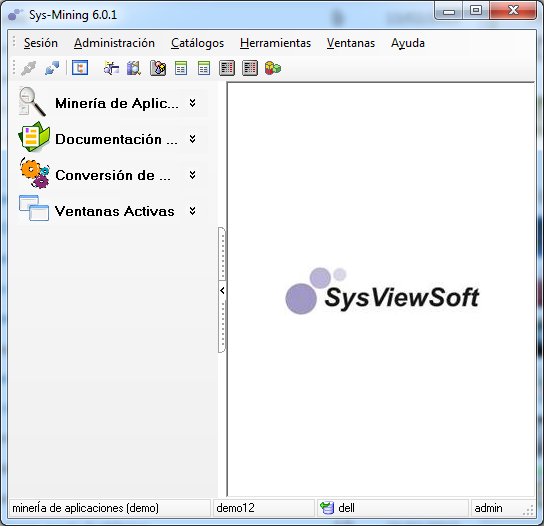 Sys-Mining 6.0.1
Sesión Administración Catálogos Herramientas Ventanas Ayuda
Minería de Aplic...
Documentación ...
Conversión de ...
Ventanas Activas
SysViewSoft
minería de aplicaciones (demo) demo12 dell admin